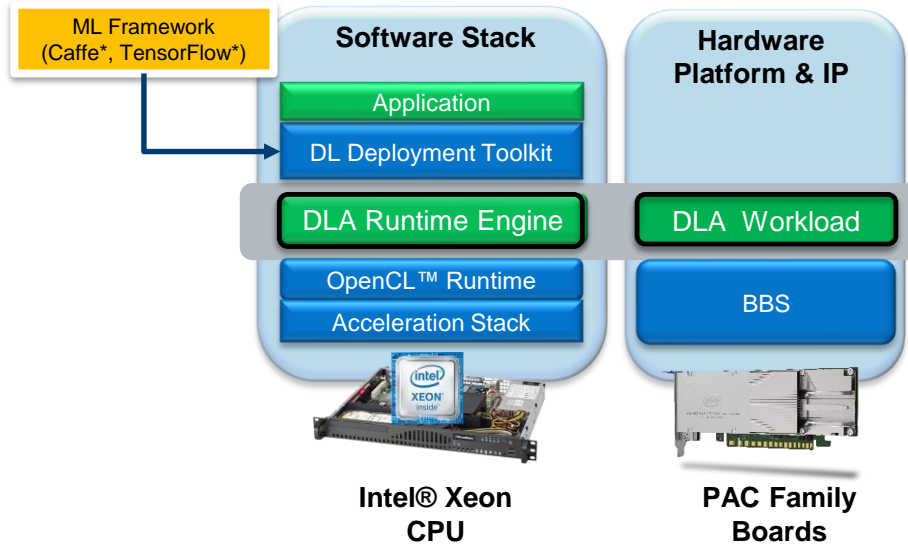 ML Framework
(Caffe*, TensorFlow*)
Software Stack
Application
DL Deployment Toolkit
DLA Runtime Engine
OpenCL™ Runtime
Acceleration Stack
Hardware
Platform & IP
DLA Workload
BBS
intel
XEON
inside
Intel® Xeon
CPU
PAC Family
Boards